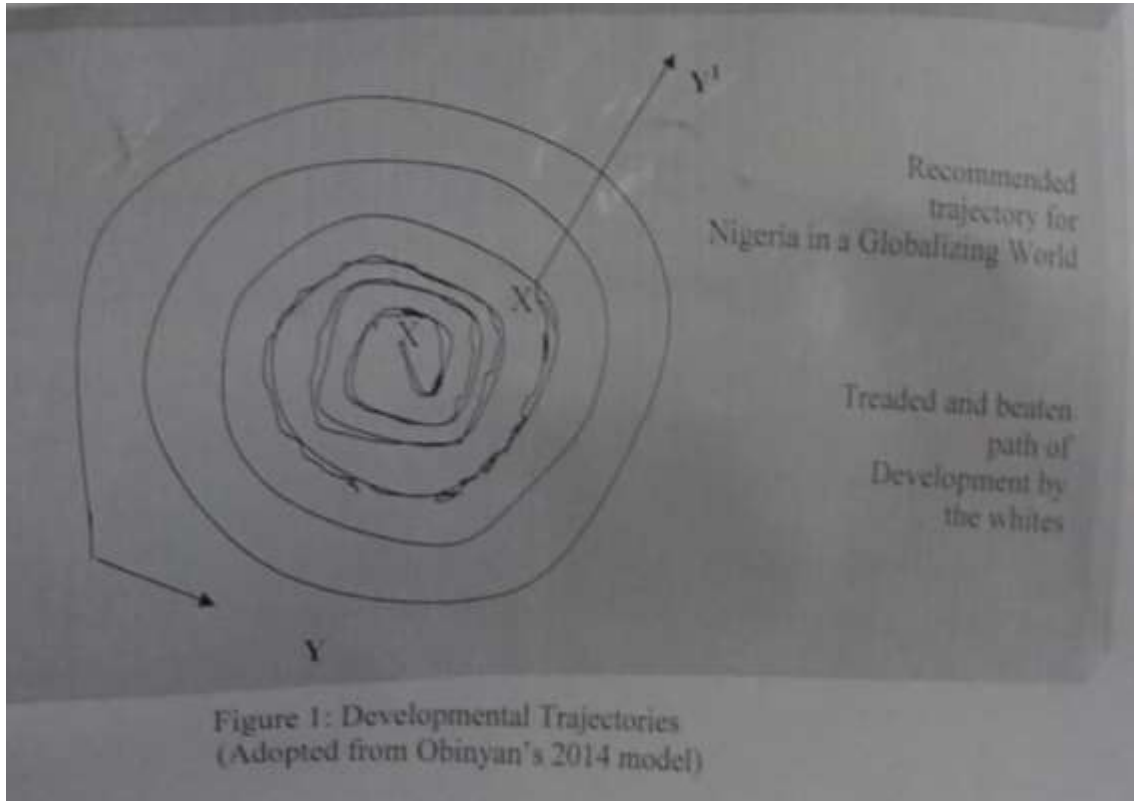 Y¹
Recommended
trajectory for
Nigeria in a Globalizing World
X
X
Treaded and beaten
path of
Development by
the whites
Y
Figure 1: Developmental Trajectories
(Adopted from Obinyan's 2014 model)